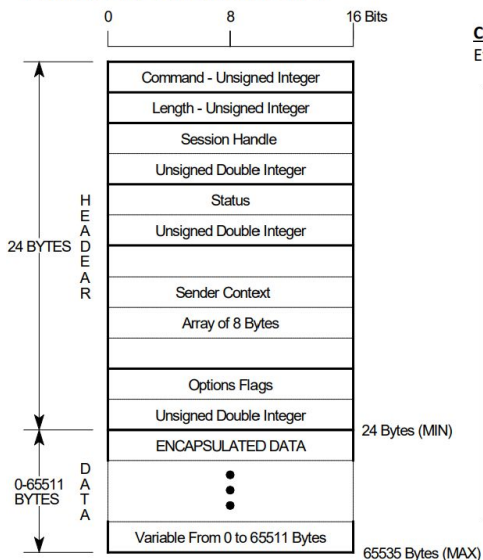 0 8 16 Bits
C
E
Command - Unsigned Integer
Length - Unsigned Integer
Session Handle
Unsigned Double Integer
Status
Unsigned Double Integer
HEADEAR
24 BYTES
Sender Context
Array of 8 Bytes
Options Flags
Unsigned Double Integer
24 Bytes (MIN)
ENCAPSULATED DATA
0-65511
BYTES
DATA
Variable From 0 to 65511 Bytes
65535 Bytes (MAX)